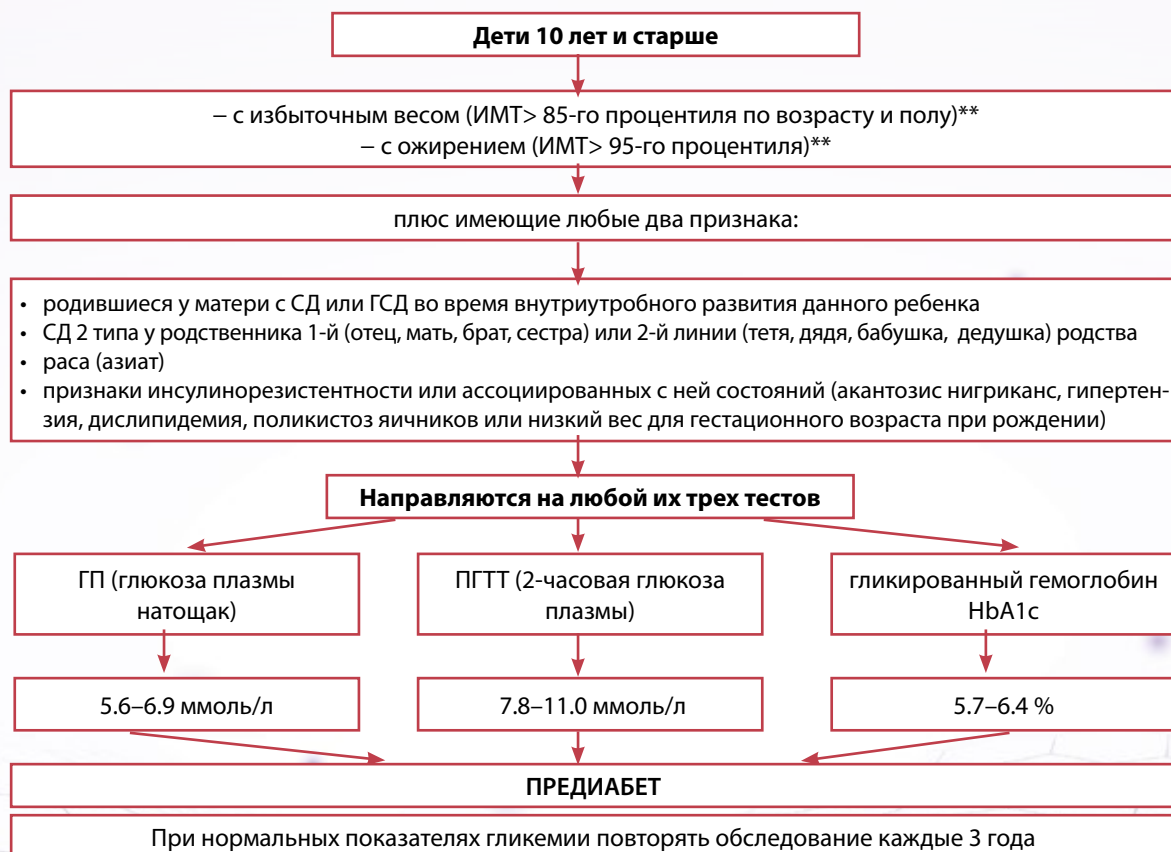 Дети 10 лет и старше
– с избыточным весом (ИМТ> 85-го процентиля по возрасту и полу)**
– с ожирением (ИМТ> 95-го процентиля)**
плюс имеющие любые два признака:
• родившиеся у матери с СД или ГСД во время внутриутробного развития данного ребенка
• СД 2 типа у родственника 1-й (отец, мать, брат, сестра) или 2-й линии (тетя, дядя, бабушка, дедушка) родства
• раса (азиат)
• признаки инсулинорезистентности или ассоциированных с ней состояний (акантозис нигриканс, гипертен-
зия, дислипидемия, поликистоз яичников или низкий вес для гестационного возраста при рождении)
Направляются на любой их трех тестов
ГП (глюкоза плазмы
натощак)
ПГТТ (2-часовая глюкоза
плазмы)
гликированный гемоглобин
HbA1c
5.6–6.9 ммоль/л
7.8–11.0 ммоль/л
5.7–6.4 %
ПРЕДИАБЕТ
При нормальных показателях гликемии повторять обследование каждые 3 года